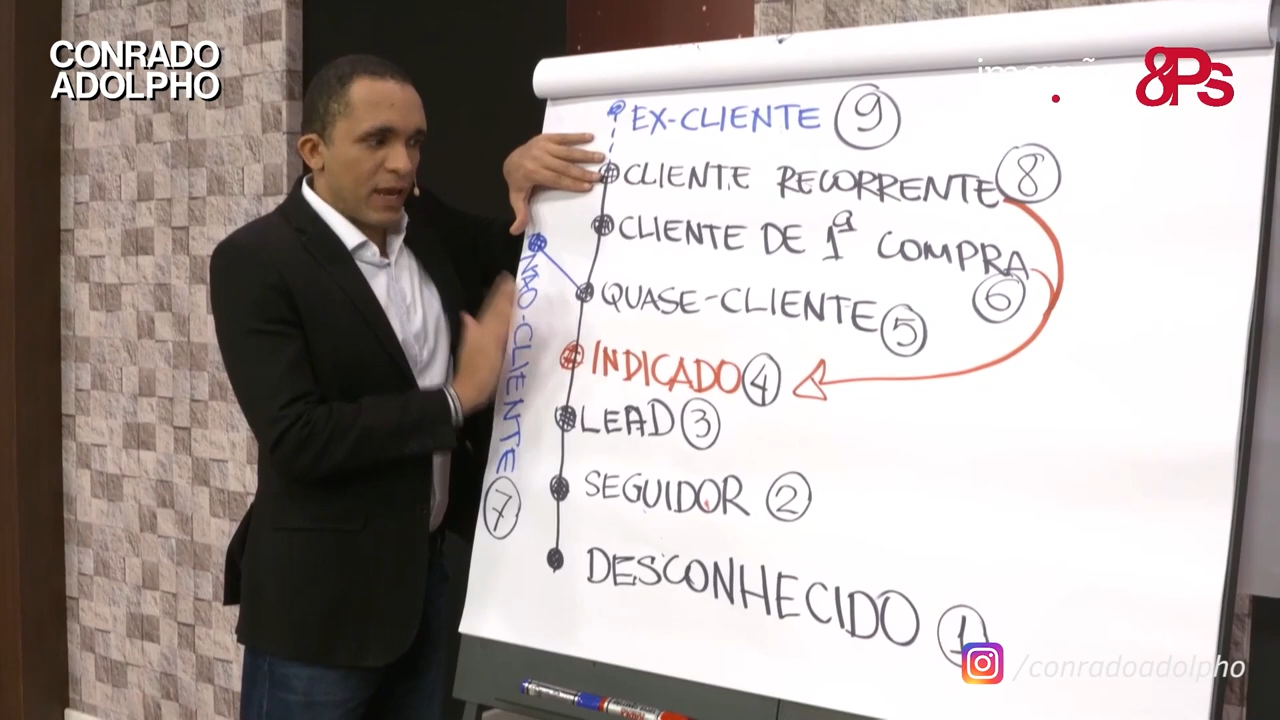 CONRADO
ADOLPHO
8Ps
EX-CLIENTE 9
CLIENTE RECORRENTE 8
CLIENTE DE 1ª COMPRA 6
QUASE-CLIENTE 5
NÃO-CLIENTE 7
INDICADO 4
LEAD 3
SEGUIDOR 2
DESCONHECIDO 1
/conradoadolpho